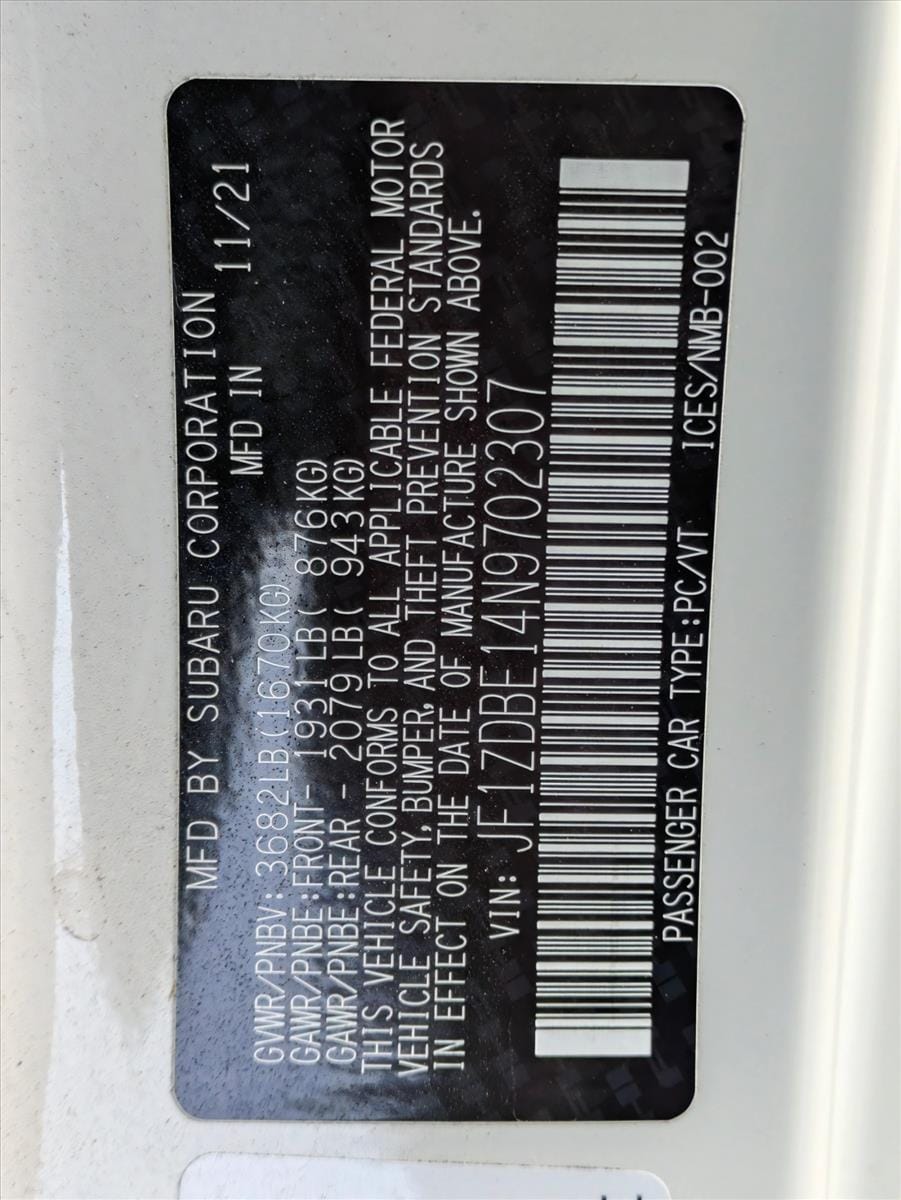 MFD BY SUBARU CORPORATION
MFD IN 11/21
GVWR/PNBV: 3682LB(1670KG)
GAWR/PNBE:FRONT- 1931LB( 876KG)
GAWR/PNBE:REAR - 2079LB( 943KG)
THIS VEHICLE CONFORMS TO ALL APPLICABLE FEDERAL MOTOR
VEHICLE SAFETY, BUMPER, AND THEFT PREVENTION STANDARDS
IN EFFECT ON THE DATE OF MANUFACTURE SHOWN ABOVE.
VIN: JF1ZDBE14N9702307
PASSENGER CAR TYPE:PC/VT ICES/NMB-002